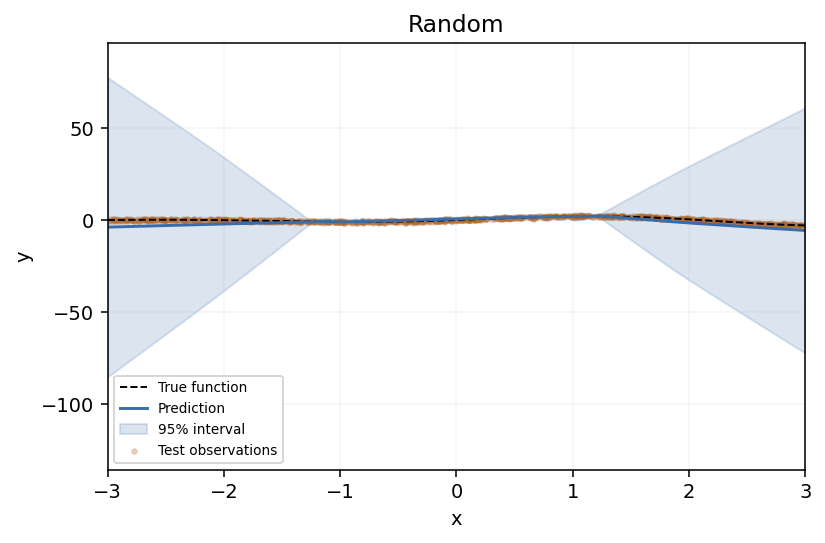 Random
y
50
0
−50
−100
True function
Prediction
95% interval
Test observations
−3 −2 −1 0 1 2 3
x